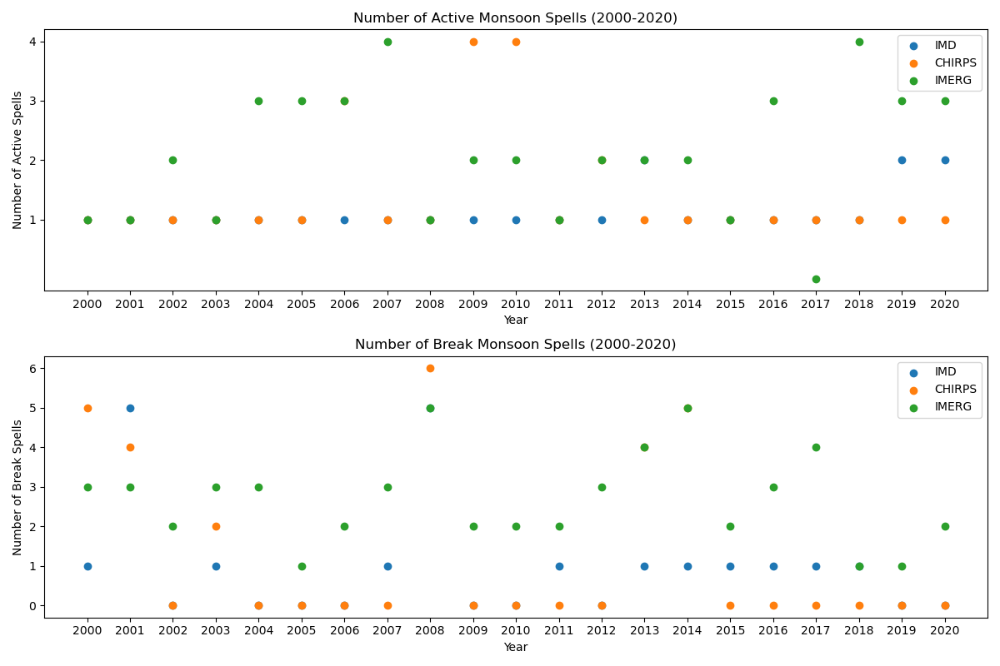 Number of Active Monsoon Spells (2000-2020)
IMD
CHIRPS
IMERG
Number of Active Spells
4
3
2
1
2000 2001 2002 2003 2004 2005 2006 2007 2008 2009 2010 2011 2012 2013 2014 2015 2016 2017 2018 2019 2020
Year
Number of Break Monsoon Spells (2000-2020)
IMD
CHIRPS
IMERG
Number of Break Spells
6
5
4
3
2
1
0
2000 2001 2002 2003 2004 2005 2006 2007 2008 2009 2010 2011 2012 2013 2014 2015 2016 2017 2018 2019 2020
Year